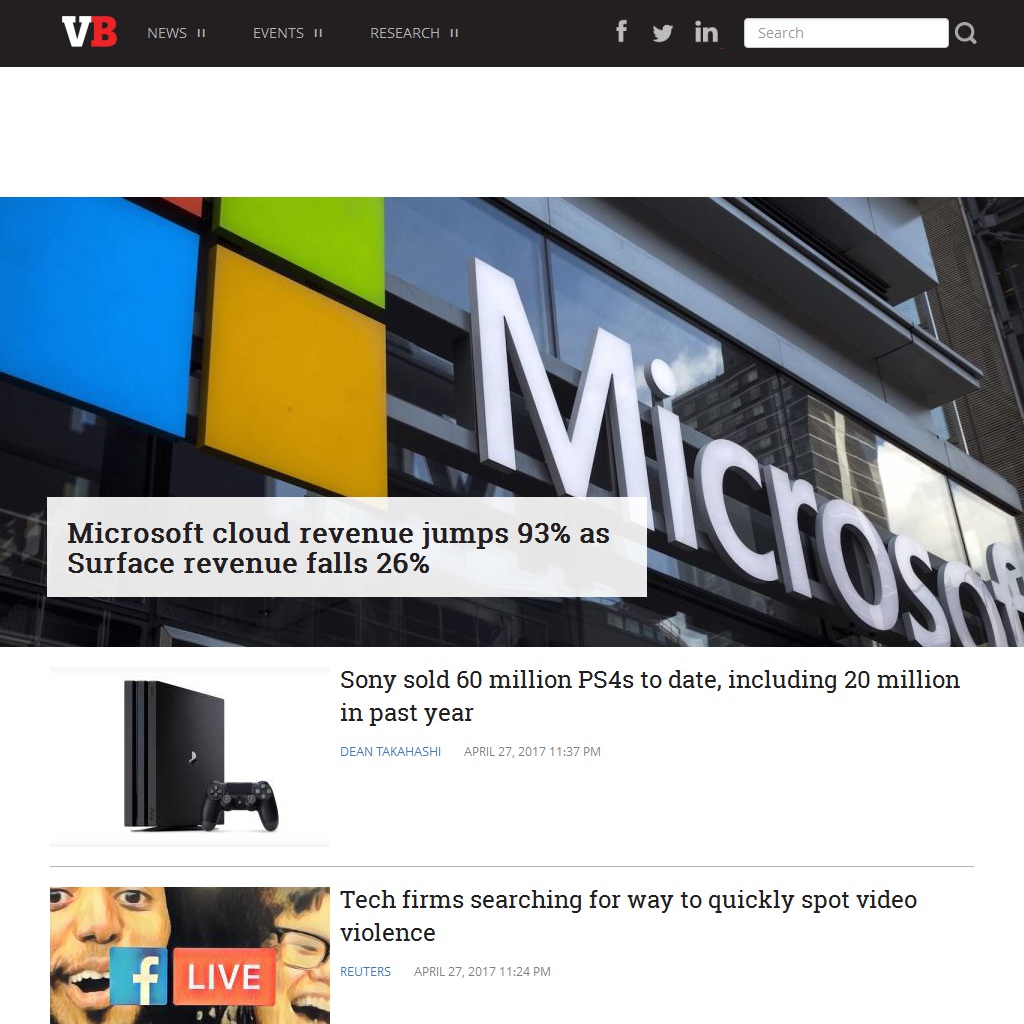 VB
NEWS
EVENTS
RESEARCH
f
in
Search
Microsof
Microsoft cloud revenue jumps 93% as
Surface revenue falls 26%
Sony sold 60 million PS4s to date, including 20 million
in past year
DEAN TAKAHASHI APRIL 27, 2017 11:37 PM
Tech firms searching for way to quickly spot video
violence
REUTERS APRIL 27, 2017 11:24 PM
f LIVE